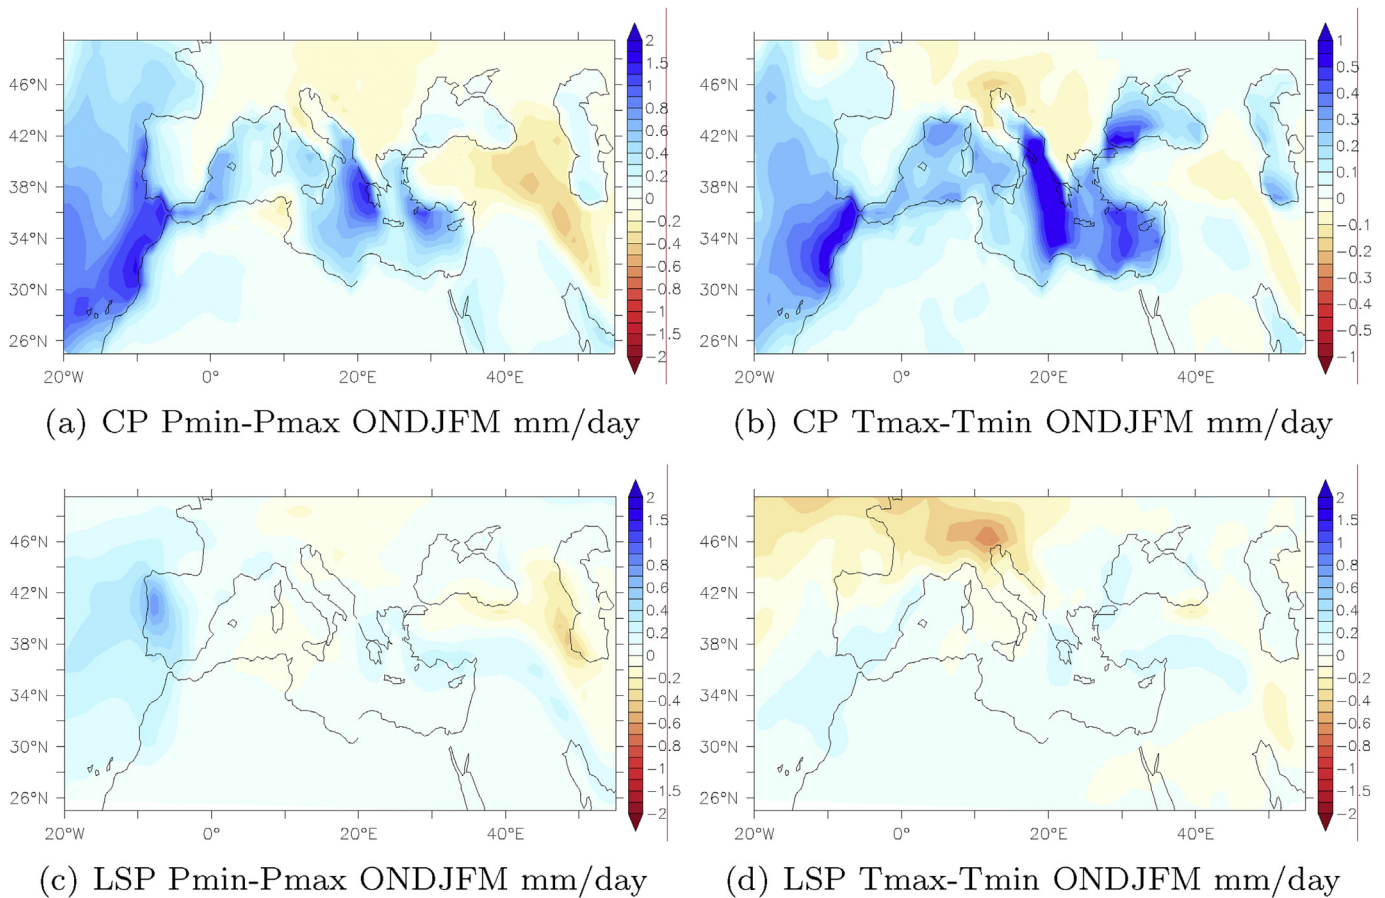 2
1.5
1
0.8
0.6
0.4
0.2
0
−0.2
−0.4
−0.6
−0.8
−1
−1.5
−2
46°N
42°N
38°N
34°N
30°N
26°N
20°W
0°
20°E
40°E
(a) CP Pmin-Pmax ONDJFM mm/day
1
0.5
0.4
0.3
0.2
0.1
0
−0.1
−0.2
−0.3
−0.4
−0.5
−1
46°N
42°N
38°N
34°N
30°N
26°N
20°W
0°
20°E
40°E
(b) CP Tmax-Tmin ONDJFM mm/day
2
1.5
1
0.8
0.6
0.4
0.2
0
−0.2
−0.4
−0.6
−0.8
−1
−1.5
−2
46°N
42°N
38°N
34°N
30°N
26°N
20°W
0°
20°E
40°E
(c) LSP Pmin-Pmax ONDJFM mm/day
2
1.5
1
0.8
0.6
0.4
0.2
0
−0.2
−0.4
−0.6
−0.8
−1
−1.5
−2
46°N
42°N
38°N
34°N
30°N
26°N
20°W
0°
20°E
40°E
(d) LSP Tmax-Tmin ONDJFM mm/day